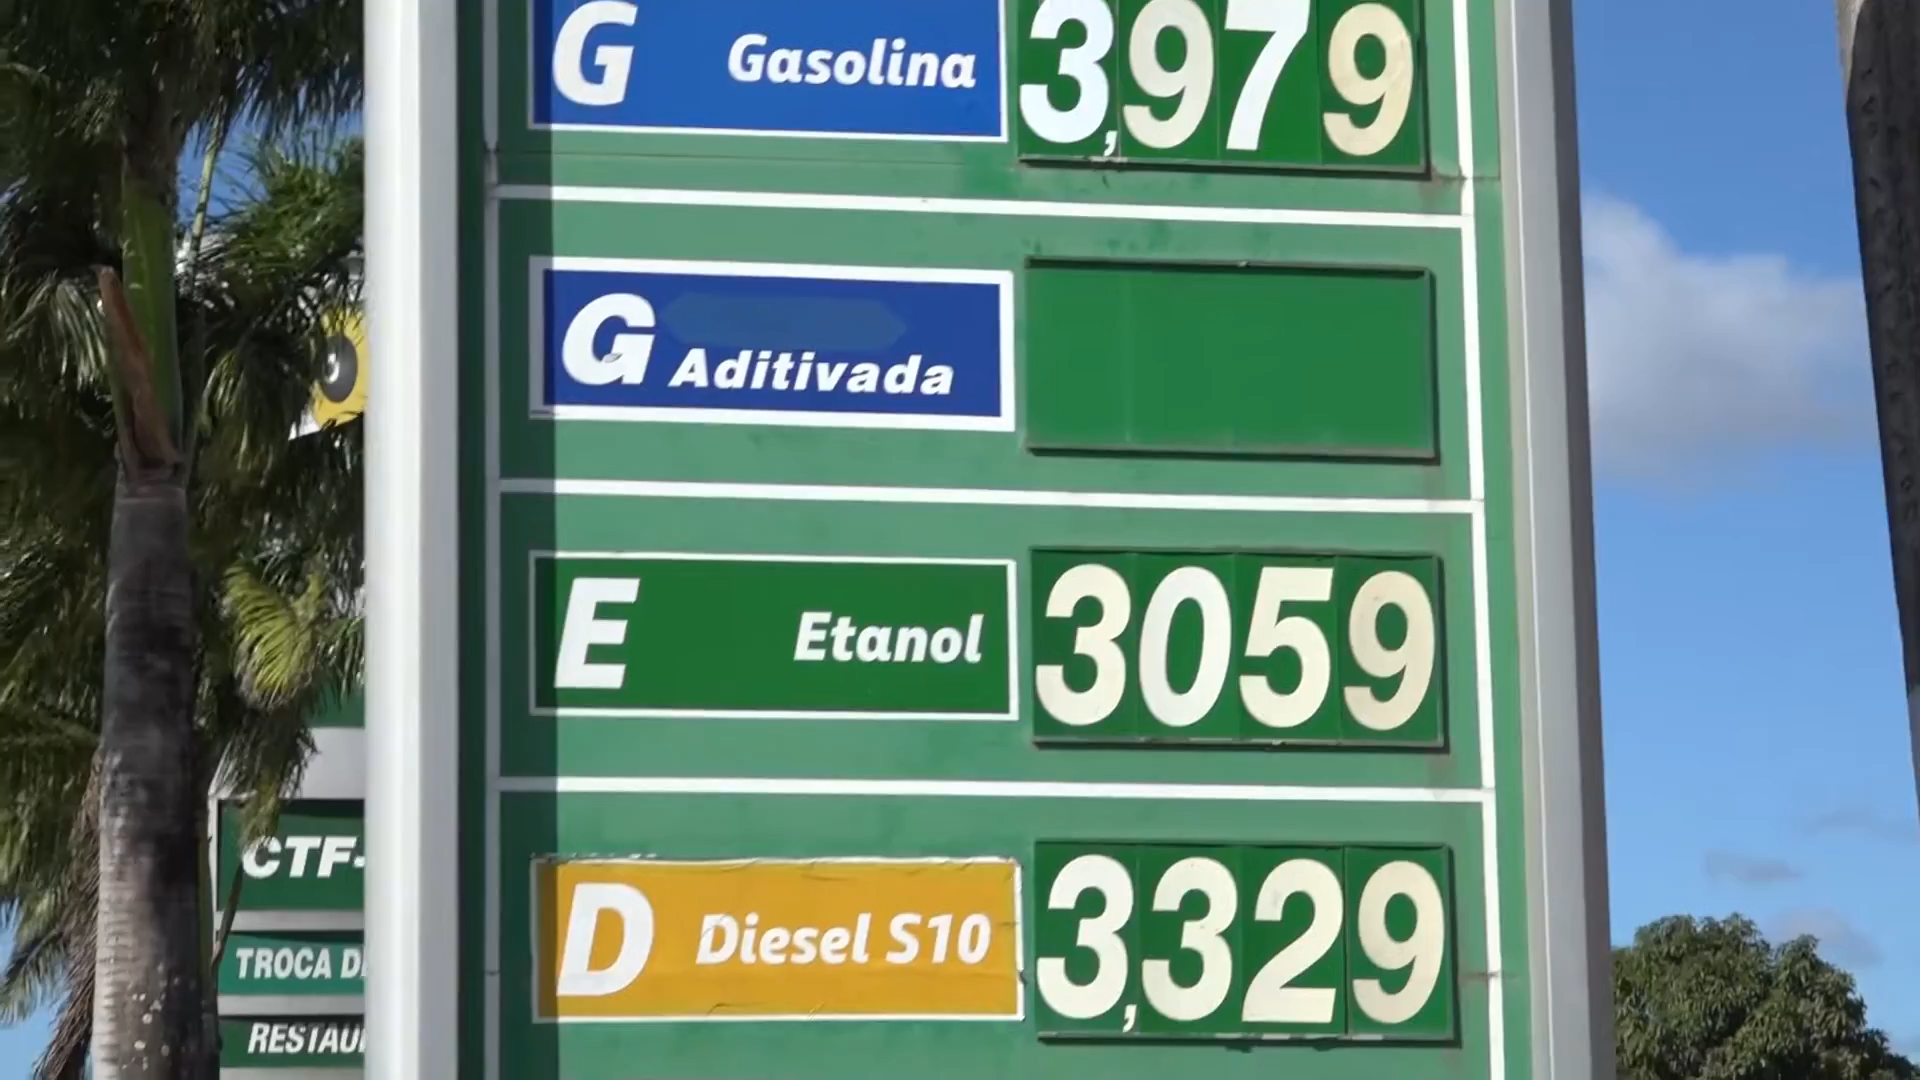 G Gasolina 3,979
G Aditivada
E Etanol 3059
D Diesel S10 3,329
CTF-
TROCA D
RESTAU